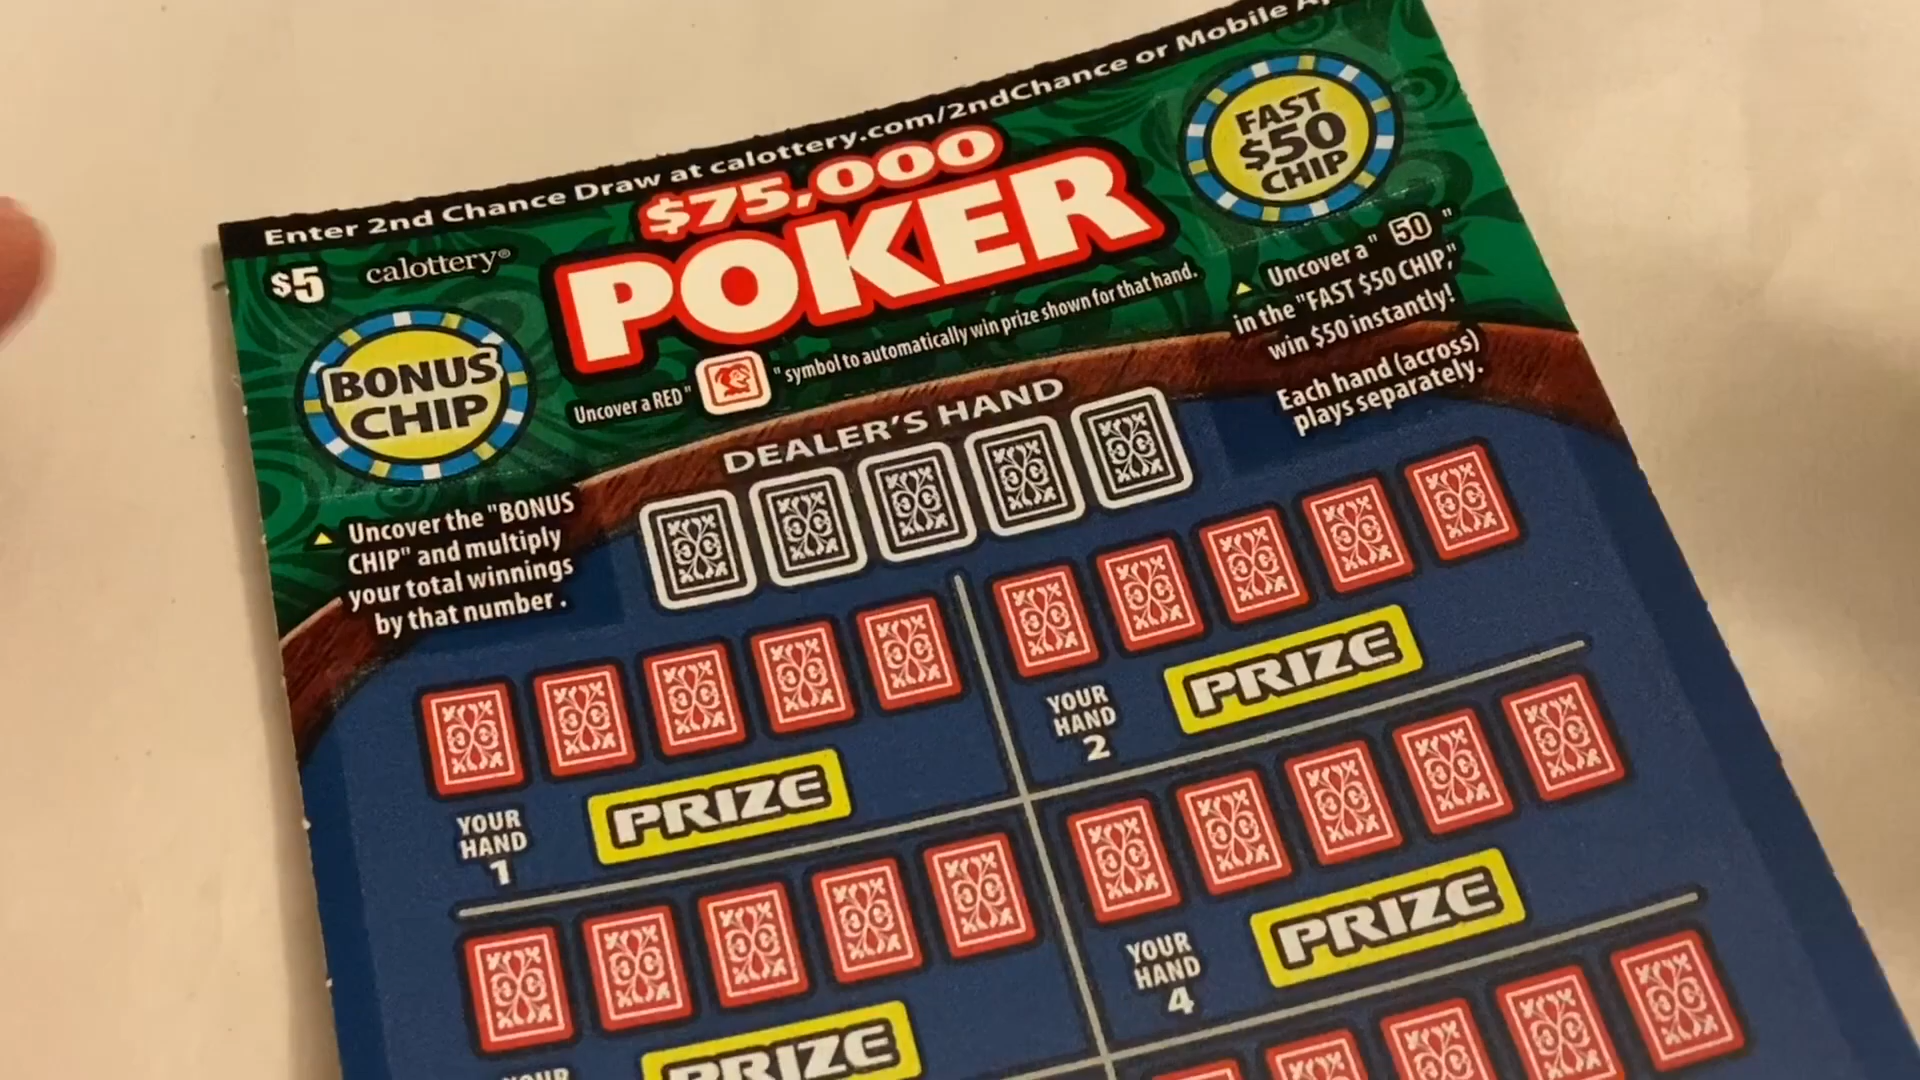 Enter 2nd Chance Draw at calottery.com/2ndChance or Mobile
$5
calottery®
$75,000
POKER
FAST
$50
CHIP
BONUS
CHIP
Uncover a RED " " symbol to automatically win prize shown for that hand.
Uncover a " 50 "
in the "FAST $50 CHIP,"
win $50 instantly!
Each hand (across)
plays separately.
DEALER'S HAND
Uncover the "BONUS
CHIP" and multiply
your total winnings
by that number.
PRIZE
YOUR
HAND
1
PRIZE
YOUR
HAND
2
PRIZE
YOUR
PRIZE
YOUR
HAND
4